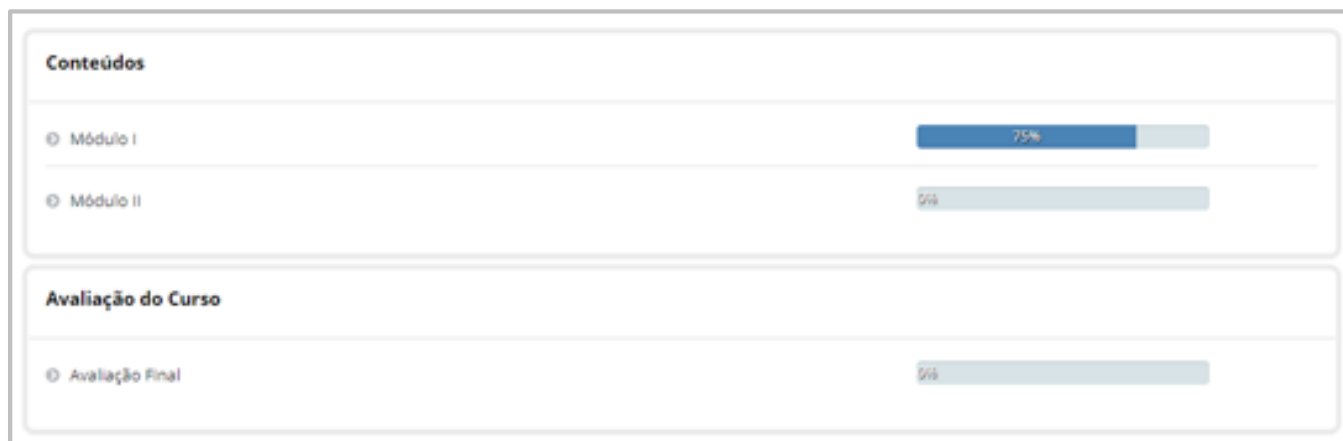 Conteúdos
Módulo I 75%
Módulo II 0%
Avaliação do Curso
Avaliação Final 0%